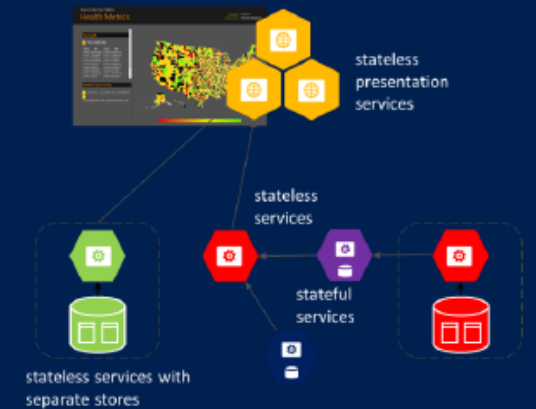 Health Metrics
stateless
presentation
services
stateless
services
stateful
services
stateless services with
separate stores